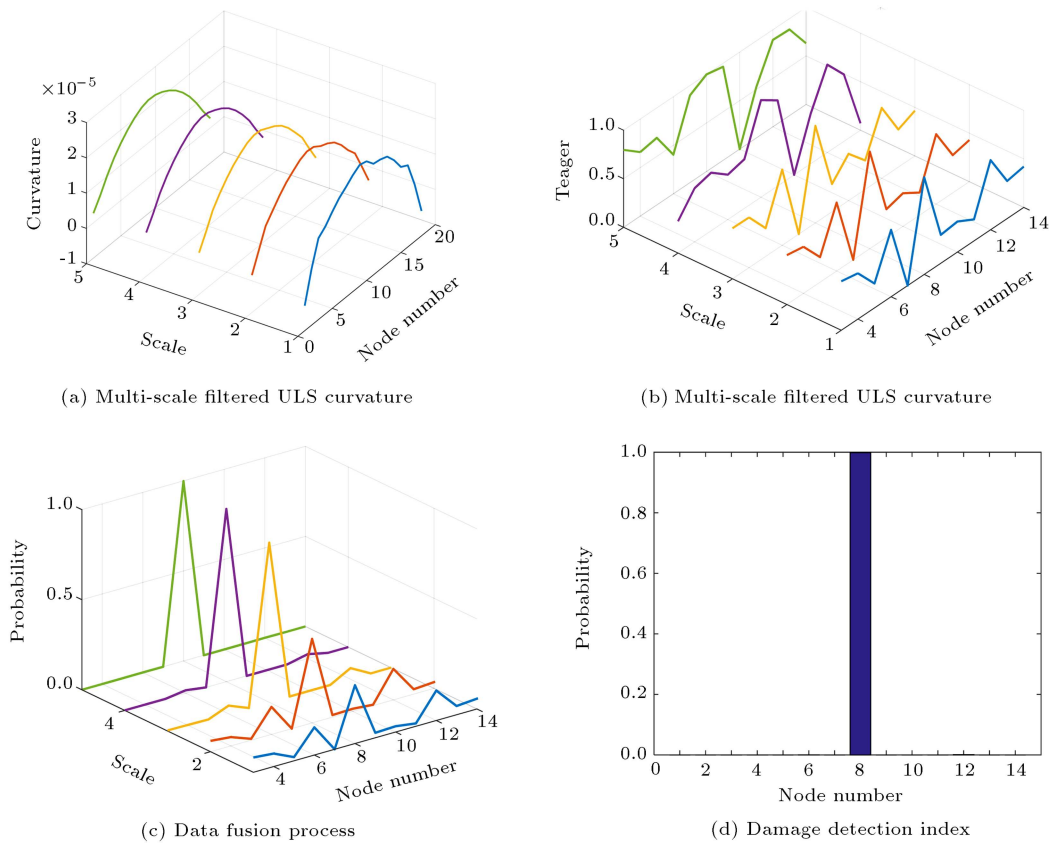 ×10⁻⁵
Curvature
3
2
1
0
-1
5
4
3
2
1
Scale
0
5
10
15
20
Node number
(a) Multi-scale filtered ULS curvature
Teager
1.0
0.5
0.0
5
4
3
2
1
Scale
4
6
8
10
12
14
Node number
(b) Multi-scale filtered ULS curvature
Probability
1.0
0.5
0.0
4
2
Scale
4
6
8
10
12
14
Node number
(c) Data fusion process
Probability
1.0
0.8
0.6
0.4
0.2
0.0
0 2 4 6 8 10 12 14
Node number
(d) Damage detection index